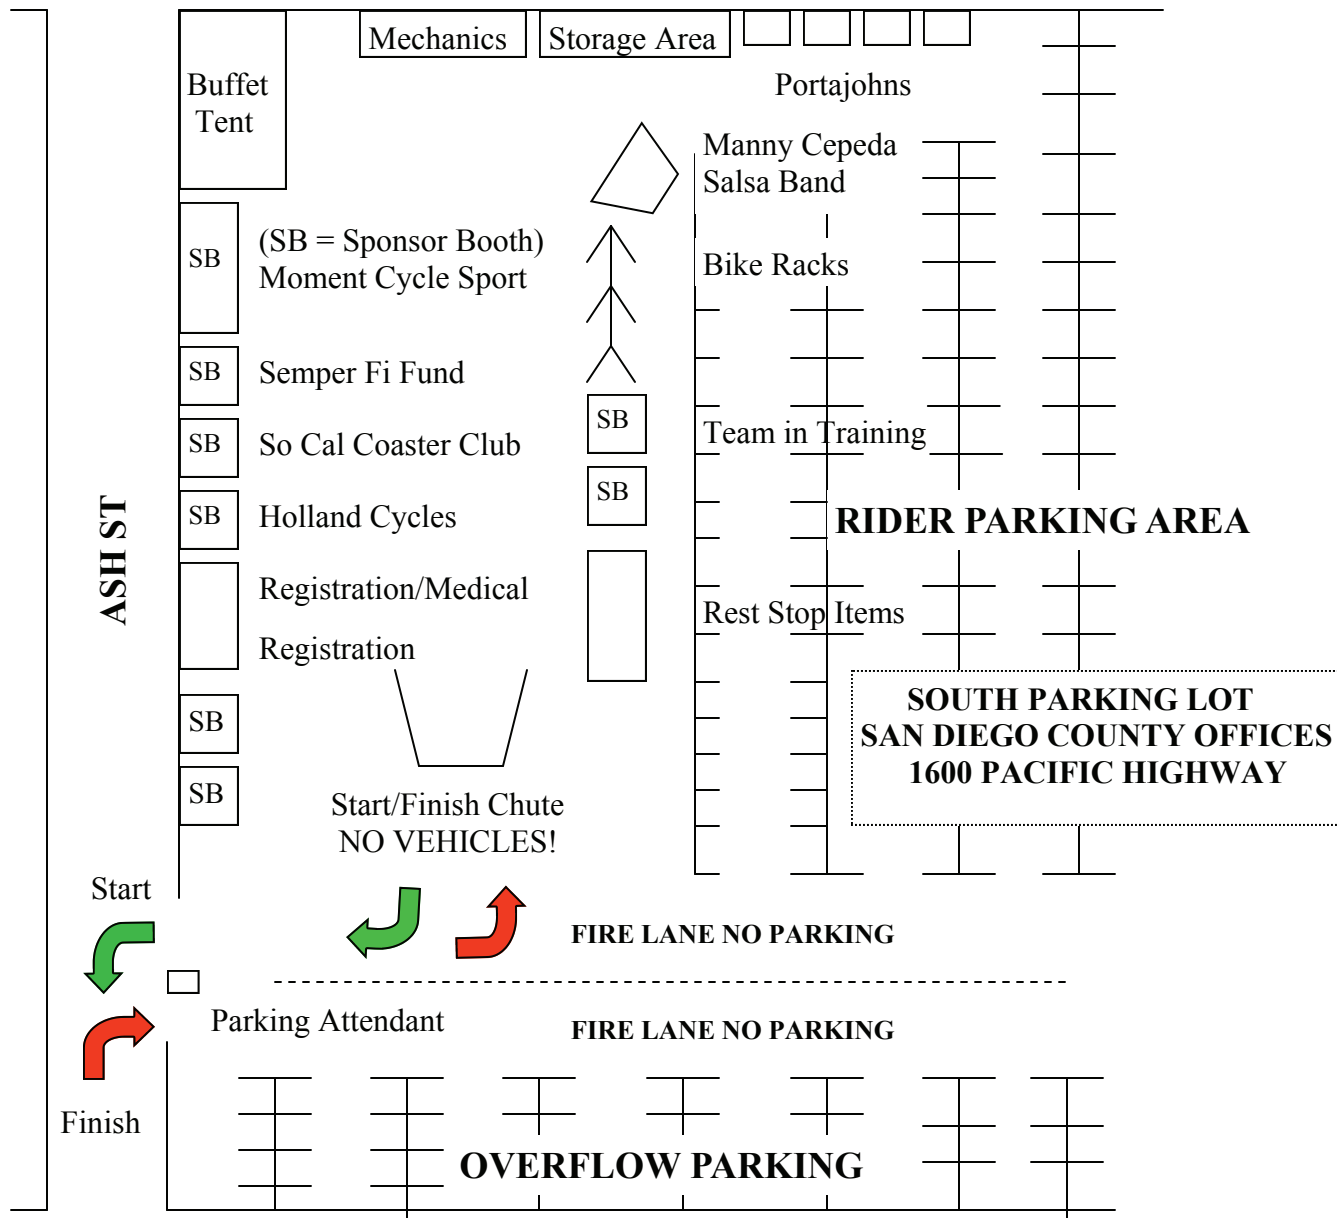 Mechanics
Storage Area
Buffet
Tent
Portajohns
Manny Cepeda
Salsa Band
SB
(SB = Sponsor Booth)
Moment Cycle Sport
Bike Racks
SB
Semper Fi Fund
SB
Team in Training
SB
So Cal Coaster Club
SB
SB
Holland Cycles
RIDER PARKING AREA
ASH ST
Registration/Medical
Rest Stop Items
Registration
SB
SB
SOUTH PARKING LOT
SAN DIEGO COUNTY OFFICES
1600 PACIFIC HIGHWAY
Start/Finish Chute
NO VEHICLES!
Start
FIRE LANE NO PARKING
Parking Attendant
FIRE LANE NO PARKING
Finish
OVERFLOW PARKING